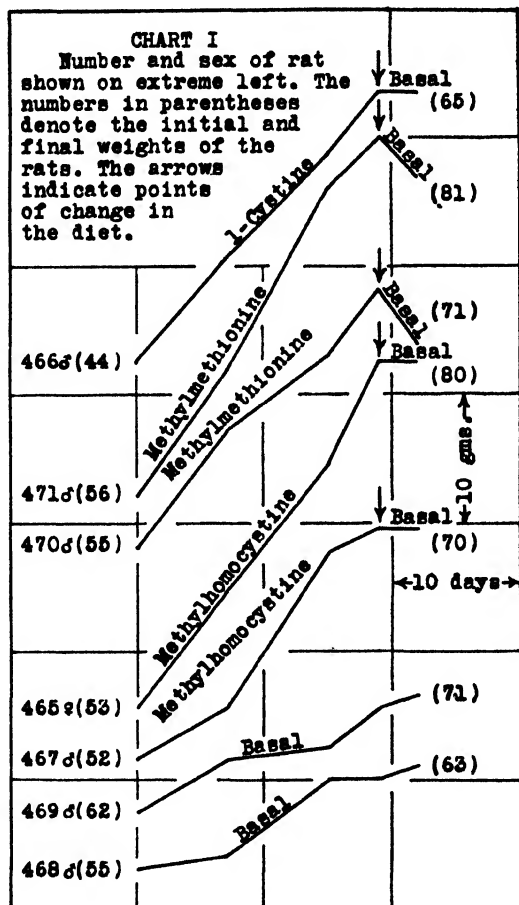 CHART I
Number and sex of rat
shown on extreme left. The
numbers in parentheses
denote the initial and
final weights of the
rats. The arrows
indicate points
of change in
the diet.
Basal
(65)
l-Cystine
Basal
(81)
466♂(44)
Methylmethionine
Basal
(71)
Methylmethionine
Basal
(80)
471♂(56)
470♂(55)
10 gms.
Methylhomocystine
Basal
(70)
10 days
Methylhomocystine
465♀(53)
(71)
467♂(52)
Basal
(63)
469♂(62)
Basal
468♂(55)